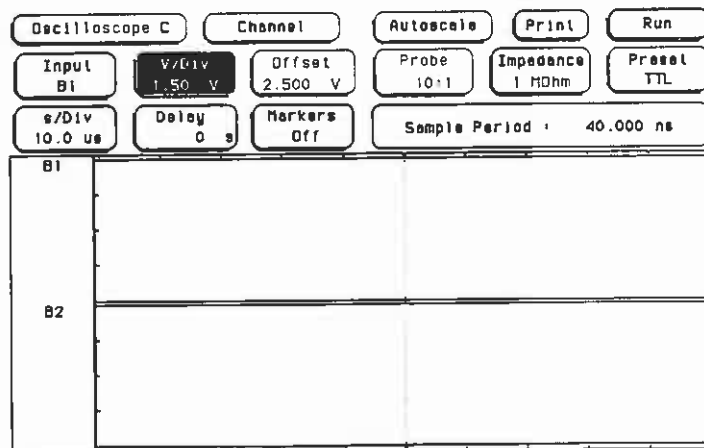 Oscilloscope C Channel Autoscale Print Run
Input V/Div Offset Probe Impedance Preset
B1 1.50 V 2.500 V 10:1 1 MOhm TTL
s/Div Delay Markers Sample Period : 40.000 ns
10.0 us 0 s Off
B1
B2